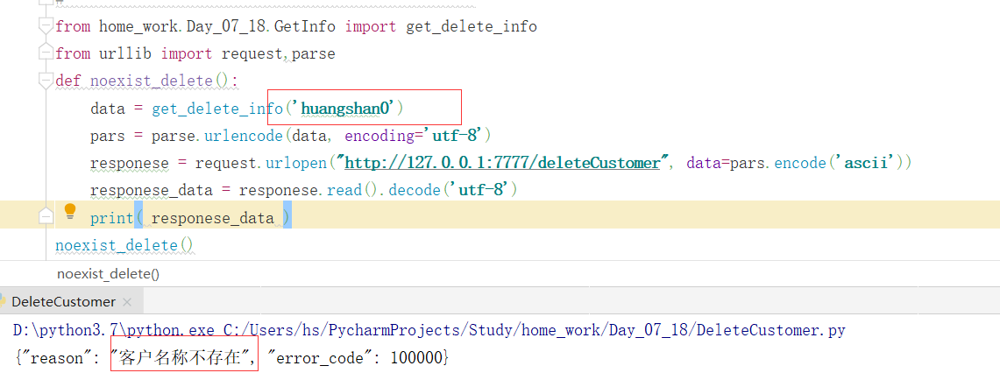 from home_work.Day_07_18.GetInfo import get_delete_info
from urllib import request,parse
def noexist_delete():
data = get_delete_info('huangshan0')
pars = parse.urlencode(data, encoding='utf-8')
responese = request.urlopen("http://127.0.0.1:7777/deleteCustomer", data=pars.encode('ascii'))
responese_data = responese.read().decode('utf-8')
print( responese_data )
noexist_delete()
noexist_delete()
DeleteCustomer ×
D:\python3.7\python.exe C:/Users/hs/PycharmProjects/Study/home_work/Day_07_18/DeleteCustomer.py
{"reason": "客户名称不存在", "error_code": 100000}